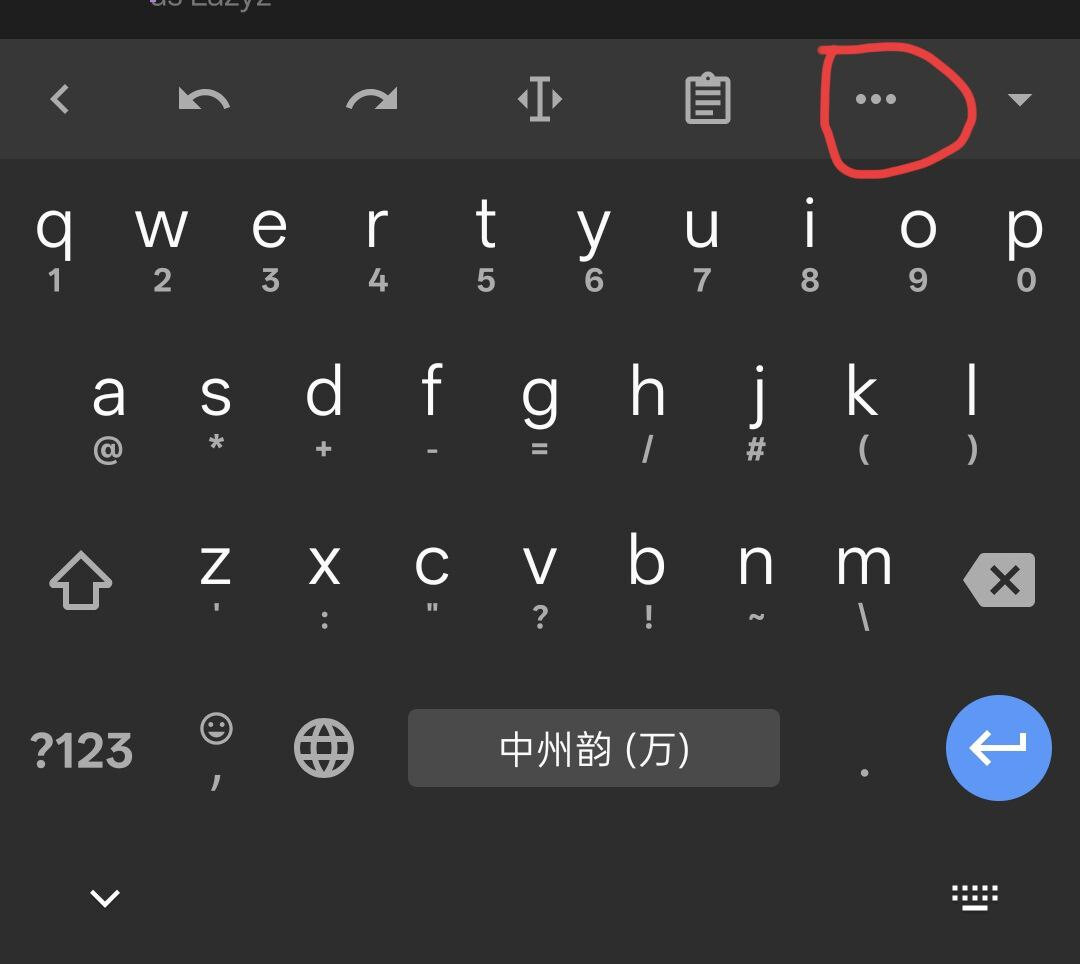 q w e r t y u i o p
1 2 3 4 5 6 7 8 9 0
a s d f g h j k l
@ * + - = / # ( )
z x c v b n m
' : " ? ! ~ \
?123 , 中州韵 (万) .